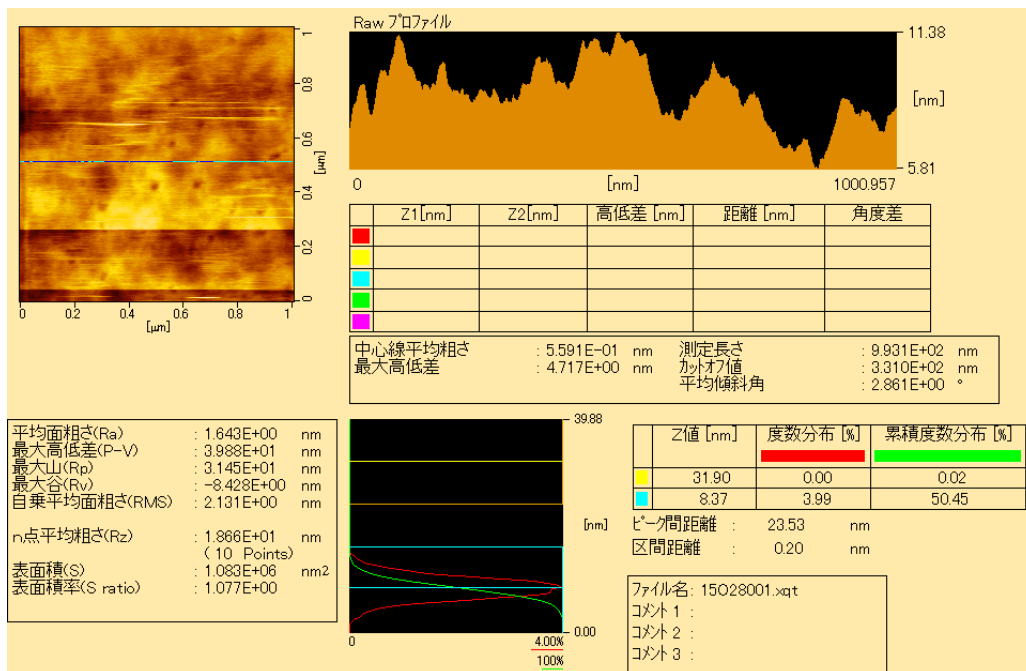 Raw プロファイル
11.38
[nm]
5.81
0 [nm] 1000.957
1
0.8
0.6
[μm]
0.4
0.2
0
0 0.2 0.4 0.6 0.8 1
[μm]
Z1[nm] Z2[nm] 高低差 [nm] 距離 [nm] 角度差
中心線平均粗さ : 5.591E-01 nm 測定長さ : 9.931E+02 nm
最大高低差 : 4.717E+00 nm カットオフ値 : 3.310E+02 nm
平均傾斜角 : 2.861E+00 °
平均面粗さ(Ra) : 1.643E+00 nm
最大高低差(P-V) : 3.988E+01 nm
最大山(Rp) : 3.145E+01 nm
最大谷(Rv) : -8.428E+00 nm
自乗平均面粗さ(RMS) : 2.131E+00 nm
n点平均粗さ(Rz) : 1.866E+01 nm
( 10 Points)
表面積(S) : 1.083E+06 nm2
表面積率(S ratio) : 1.077E+00
39.88
[nm]
0.00
0 4.00%
100%
Z値 [nm] 度数分布 [%] 累積度数分布 [%]
31.90 0.00 0.02
8.37 3.99 50.45
ピーク間距離 : 23.53 nm
区間距離 : 0.20 nm
ファイル名: 15O28001.xqt
コメント 1 :
コメント 2 :
コメント 3 :